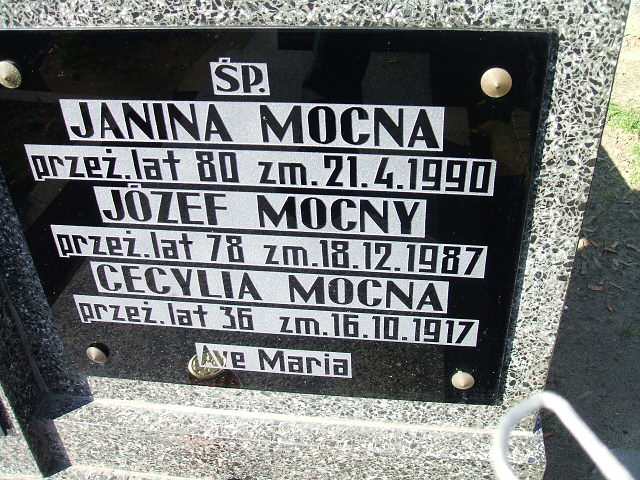 ŚP.
JANINA MOCNA
przeż.lat 80 zm.21.4.1990
JÓZEF MOCNY
przeż.lat 78 zm.18.12.1987
CECYLIA MOCNA
przeż.lat 36 zm.16.10.1917
Ave Maria